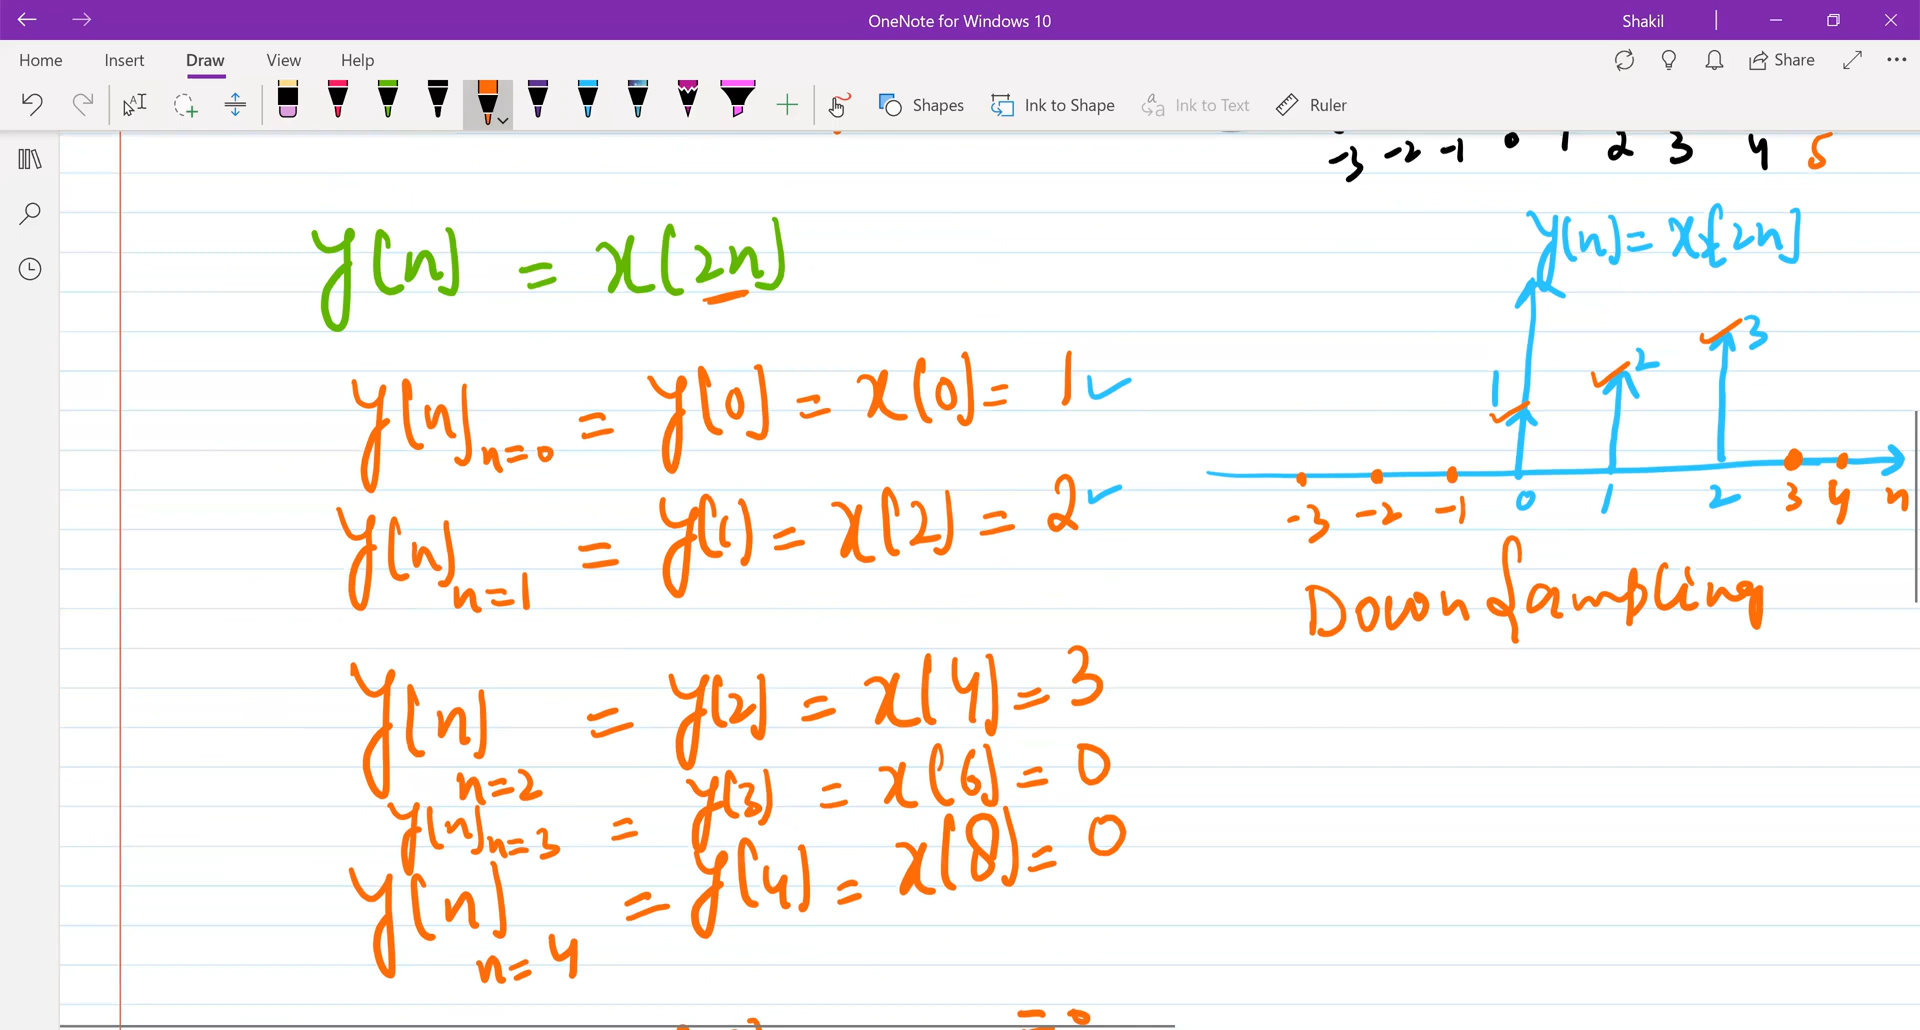 OneNote for Windows 10
Shakil
Home Insert Draw View Help
Share
Shapes
Ink to Shape
Ink to Text
Ruler
-3 -2 -1 0 1 2 3 4 5
y[n] = x[2n]
y[n] n=0 = y[0] = x[0] = 1 ✓
y[n] n=1 = y[1] = x[2] = 2 ✓
y[n] n=2 = y[2] = x[4] = 3
y[n] n=3 = y[3] = x[6] = 0
y[n] n=4 = y[4] = x[8] = 0
y[n] = x[2n]
1 2 3
-3 -2 -1 0 1 2 3 4 n
Down Sampling